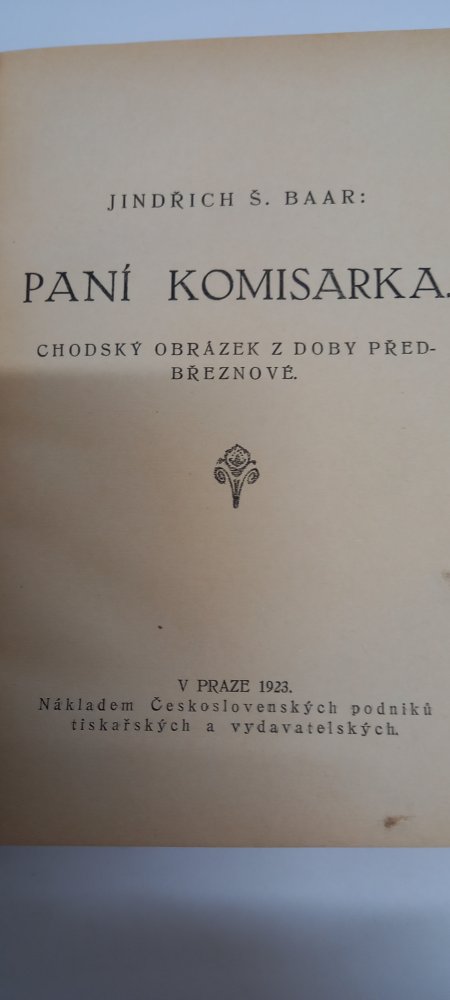 JINDŘICH Š. BAAR:
PANÍ KOMISARKA.
CHODSKÝ OBRÁZEK Z DOBY PŘED-
BŘEZNOVÉ.
V PRAZE 1923.
Nákladem Československých podniků
tiskařských a vydavatelských.